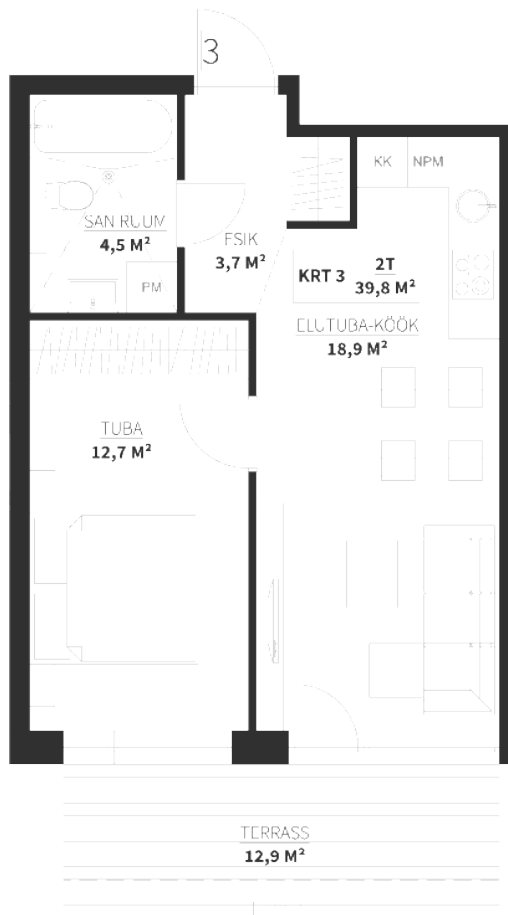 3
KK NPM
SAN RUUM
4,5 M²
ESIK
3,7 M²
PM
KRT 3
2T
39,8 M²
ELUTUBA-KÖÖK
18,9 M²
TUBA
12,7 M²
TERRASS
12,9 M²